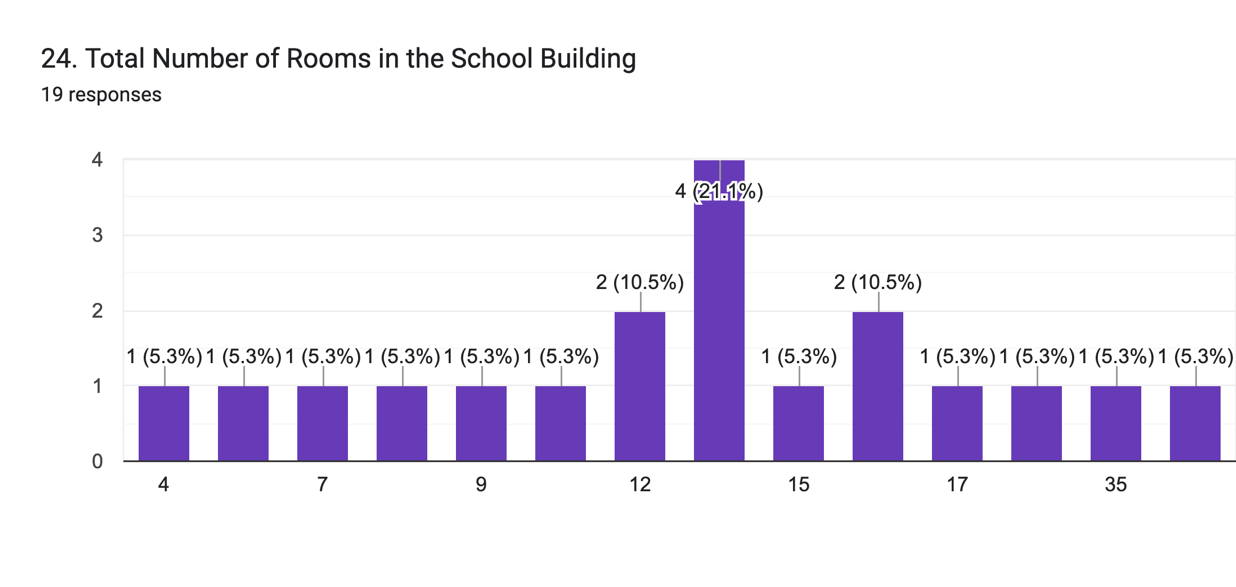 24. Total Number of Rooms in the School Building
19 responses
4
3
2
1
0
1 (5.3%) 1 (5.3%) 1 (5.3%) 1 (5.3%) 1 (5.3%) 1 (5.3%) 2 (10.5%) 4 (21.1%) 1 (5.3%) 2 (10.5%) 1 (5.3%) 1 (5.3%) 1 (5.3%) 1 (5.3%)
4 7 9 12 15 17 35